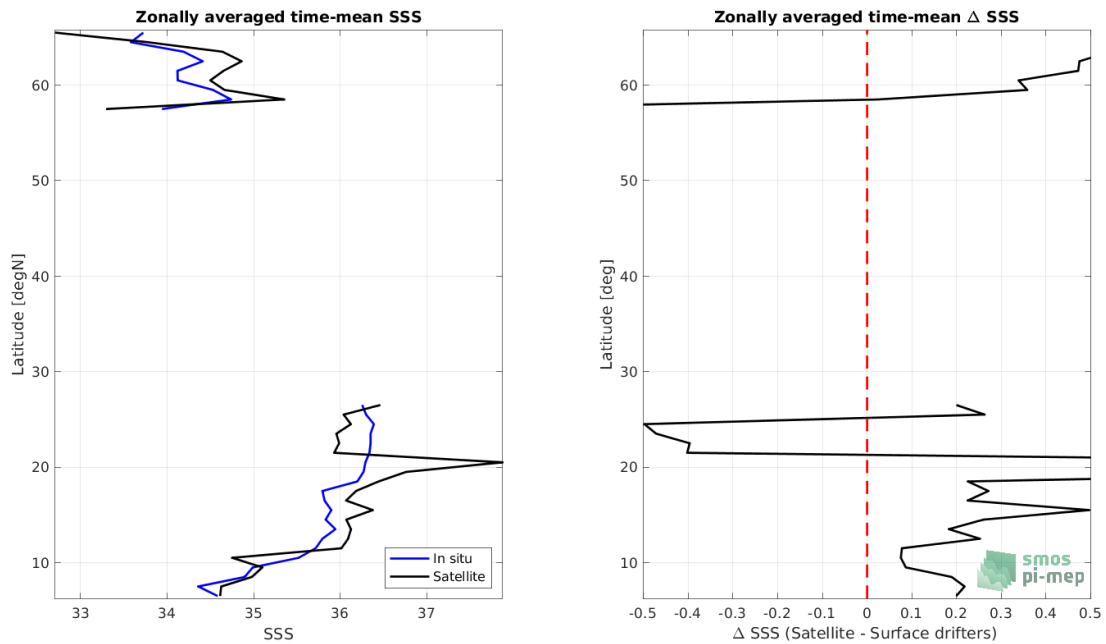 Zonally averaged time-mean SSS
Latitude [degN]
60
50
40
30
20
10
33
34
35
36
37
SSS
In situ
Satellite
Zonally averaged time-mean Δ SSS
Latitude [deg]
60
50
40
30
20
10
-0.5
-0.4
-0.3
-0.2
-0.1
0
0.1
0.2
0.3
0.4
0.5
Δ SSS (Satellite - Surface drifters)
smos
pi-mep